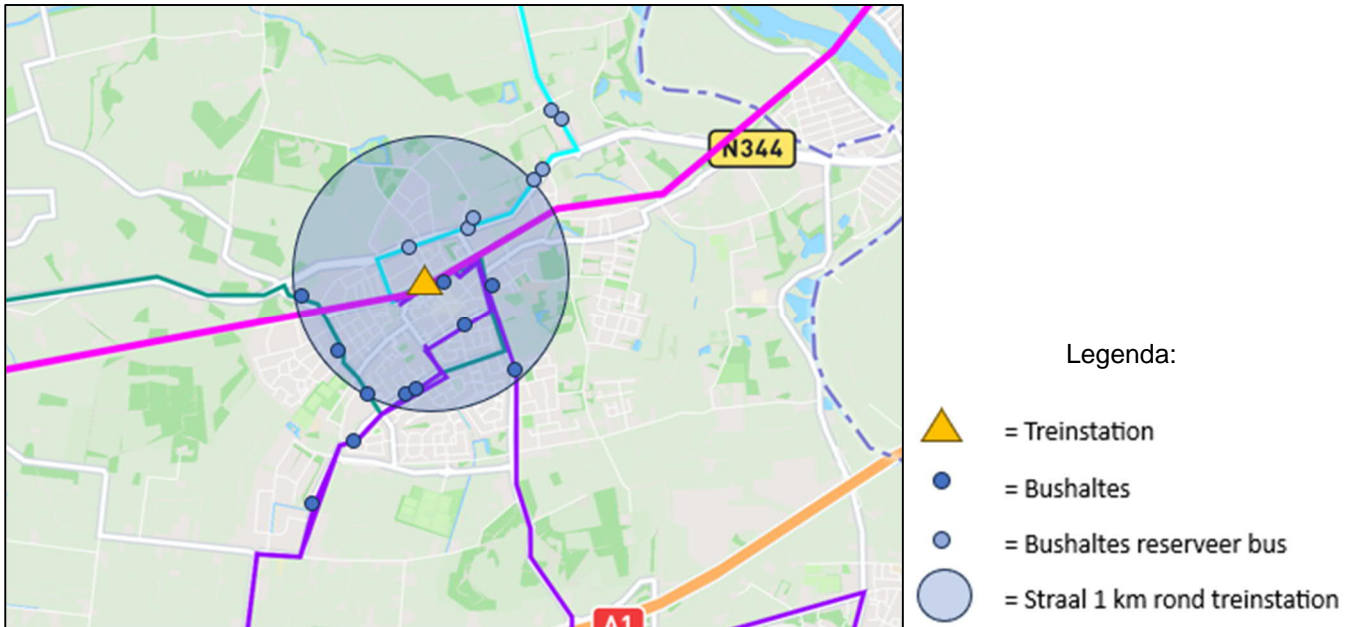 N344
A1
Legenda:
= Treinstation
= Bushaltes
= Bushaltes reserveer bus
= Straal 1 km rond treinstation